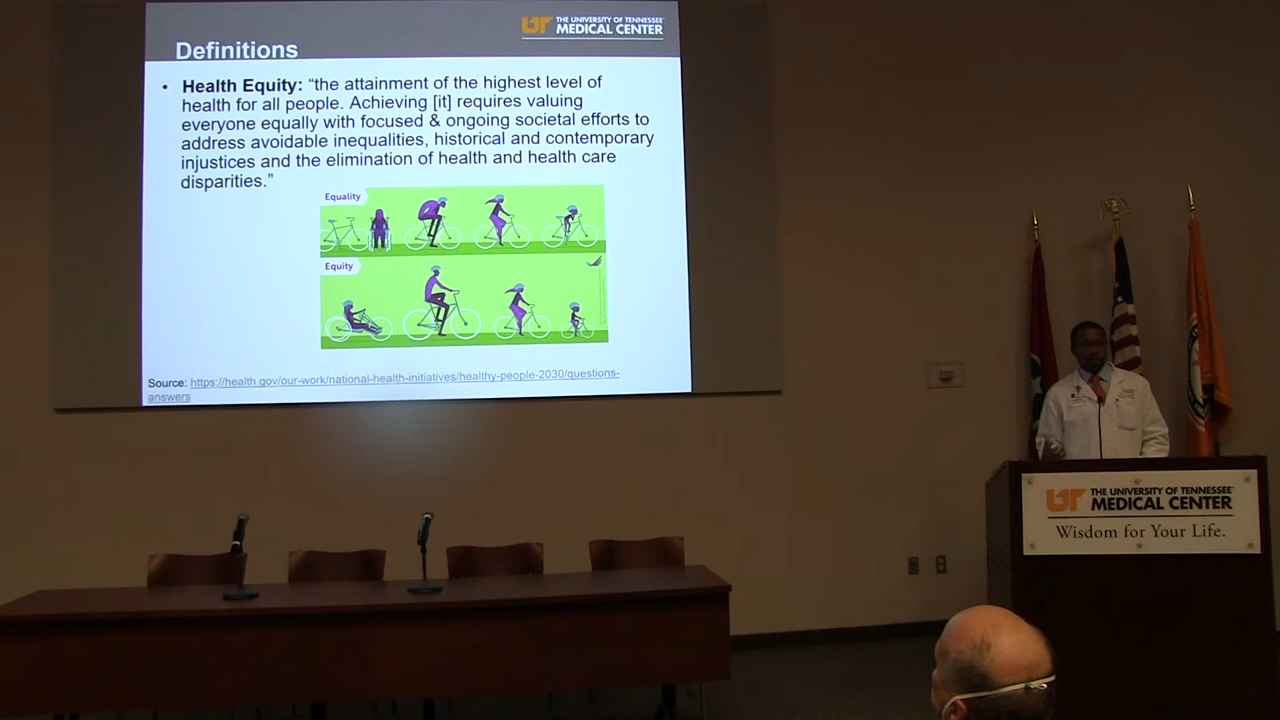 THE UNIVERSITY OF TENNESSEE
MEDICAL CENTER
Definitions
• Health Equity: “the attainment of the highest level of
health for all people. Achieving [it] requires valuing
everyone equally with focused & ongoing societal efforts to
address avoidable inequalities, historical and contemporary
injustices and the elimination of health and health care
disparities.”
Equality
Equity
Source: https://health.gov/our-work/national-health-initiatives/healthy-people-2030/questions-
answers
UT THE UNIVERSITY OF TENNESSEE
MEDICAL CENTER
Wisdom for Your Life.